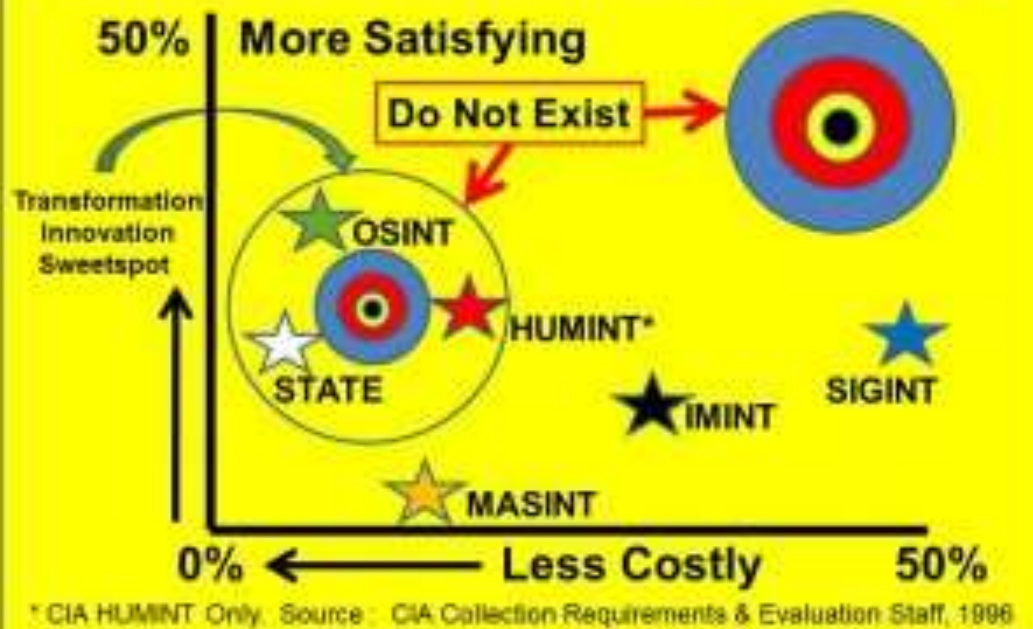 50% More Satisfying
Do Not Exist
Transformation
Innovation
Sweetspot
OSINT
HUMINT*
STATE
SIGINT
IMINT
MASINT
0% Less Costly 50%
* CIA HUMINT Only. Source : CIA Collection Requirements & Evaluation Staff, 1996